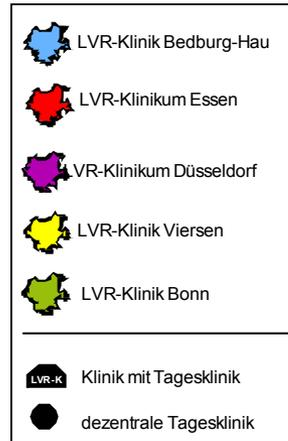 LVR-Klinik Bedburg-Hau
LVR-Klinikum Essen
VR-Klinikum Düsseldorf
LVR-Klinik Viersen
LVR-Klinik Bonn
LVR-K Klinik mit Tagesklinik
dezentrale Tagesklinik